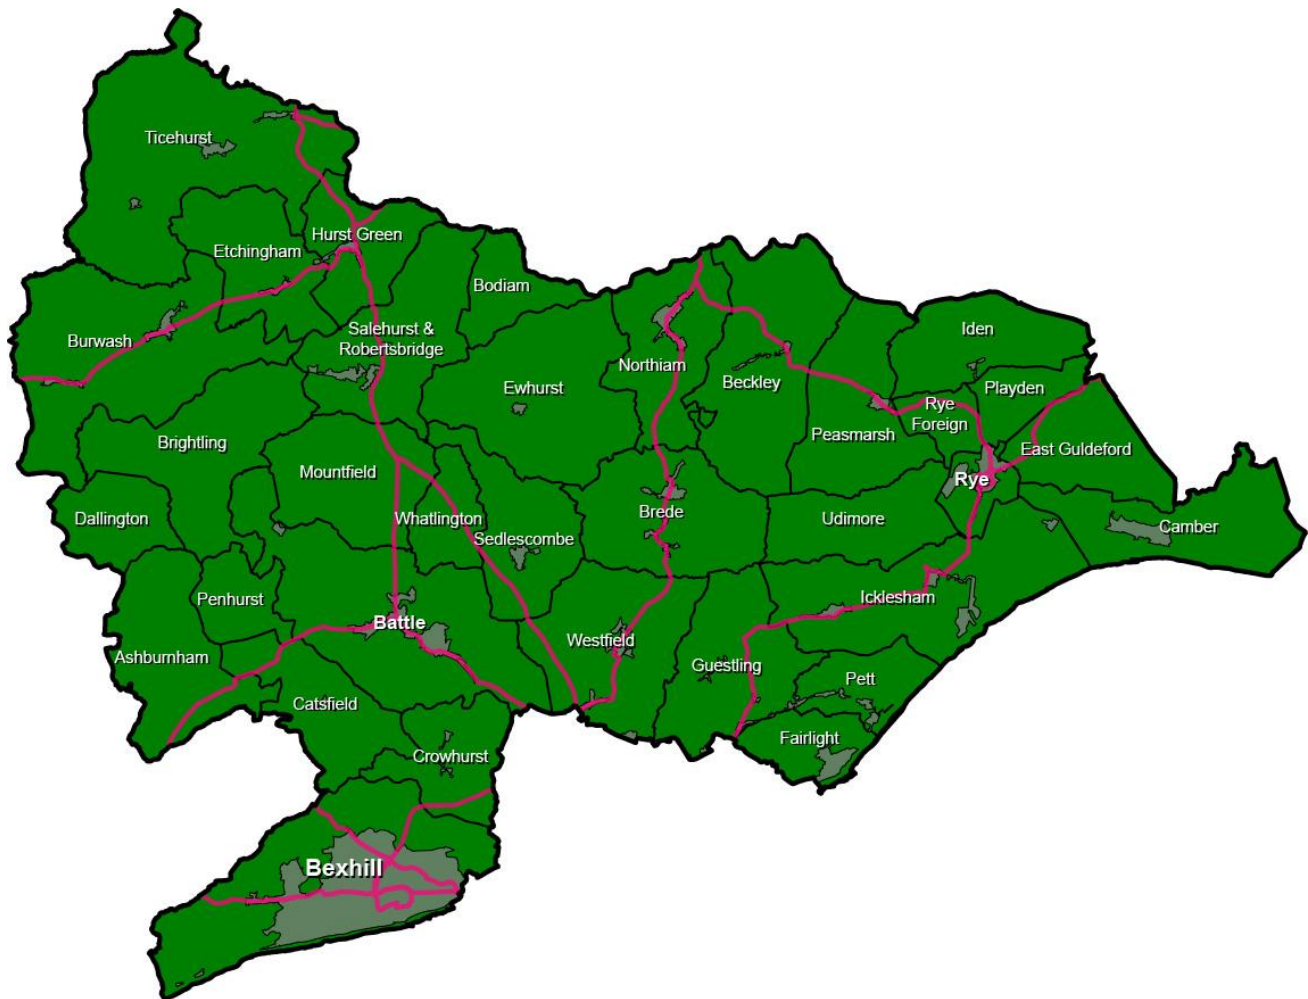 Ticehurst
Hurst Green
Etchingham
Bodiam
Burwash
Salehurst &
Robertsbridge
Iden
Northiam
Beckley
Ewhurst
Playden
Rye
Foreign
Peasmarsh
Brightling
East Guldeford
Mountfield
Rye
Dallington
Whatlington
Brede
Udimore
Camber
Sedlescombe
Penhurst
Icklesham
Battle
Westfield
Ashburnham
Guestling
Pett
Catsfield
Fairlight
Crowhurst
Bexhill